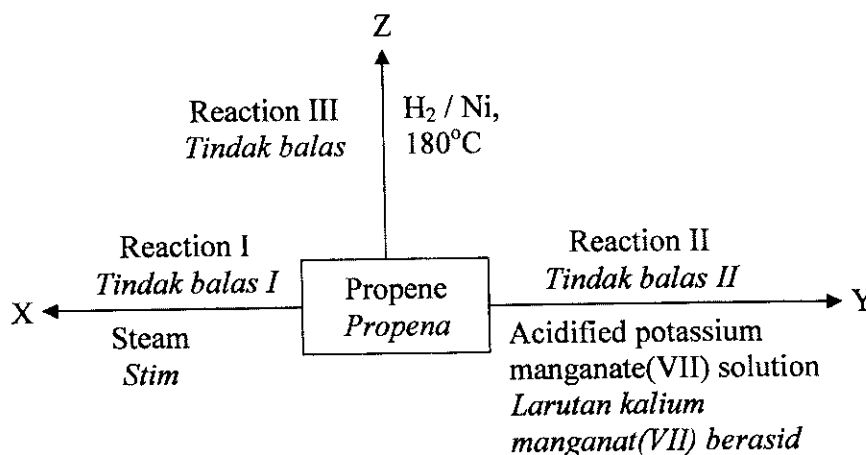 Z
Reaction III
Tindak balas
H₂ / Ni,
180°C
Reaction I
Tindak balas I
X
Steam
Stim
Propene
Propena
Reaction II
Tindak balas II
Y
Acidified potassium
manganate(VII) solution
Larutan kalium
manganat(VII) berasid